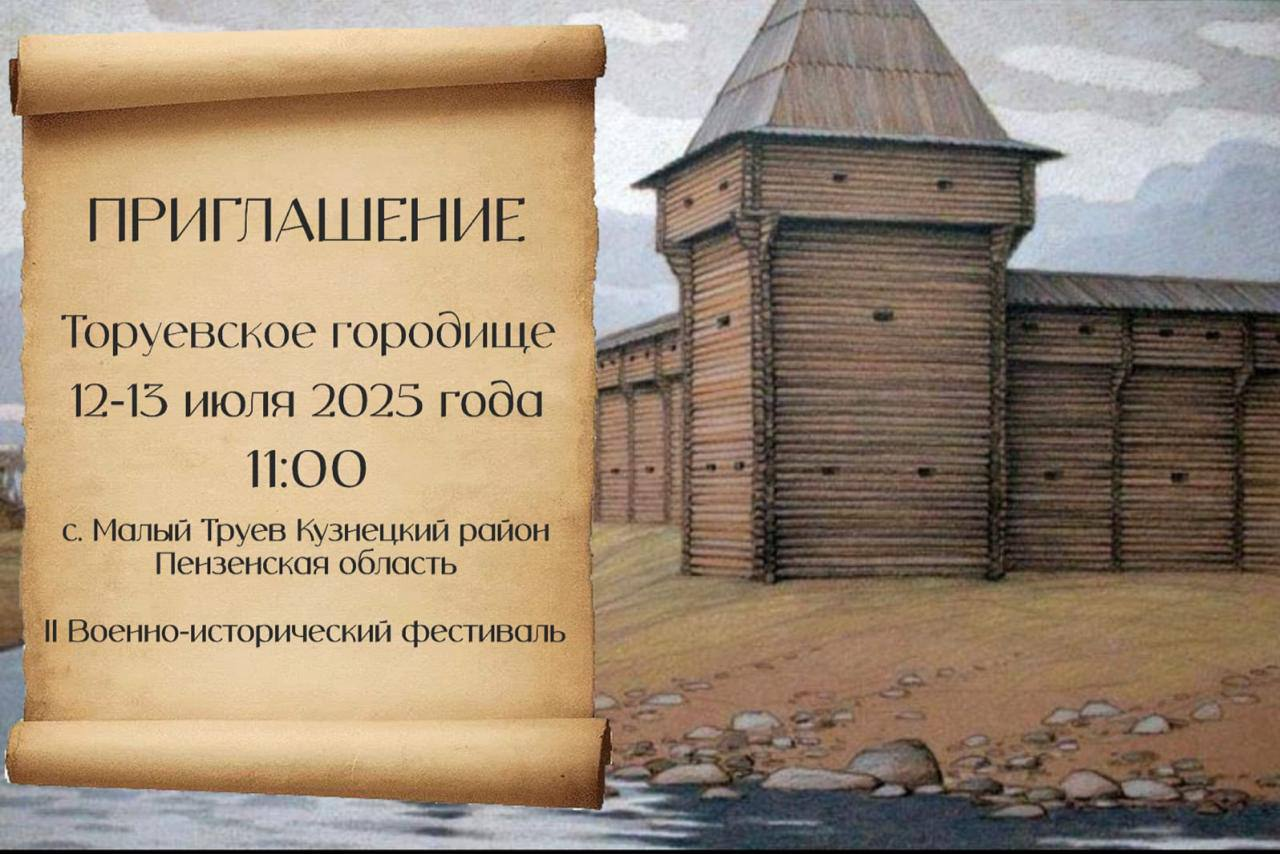 ПРИГЛАШЕНИЕ
Торуевское городище
12-13 июля 2025 года
11:00
с. Малый Труев Кузнецкий район
Пензенская область
II Военно-исторический фестиваль